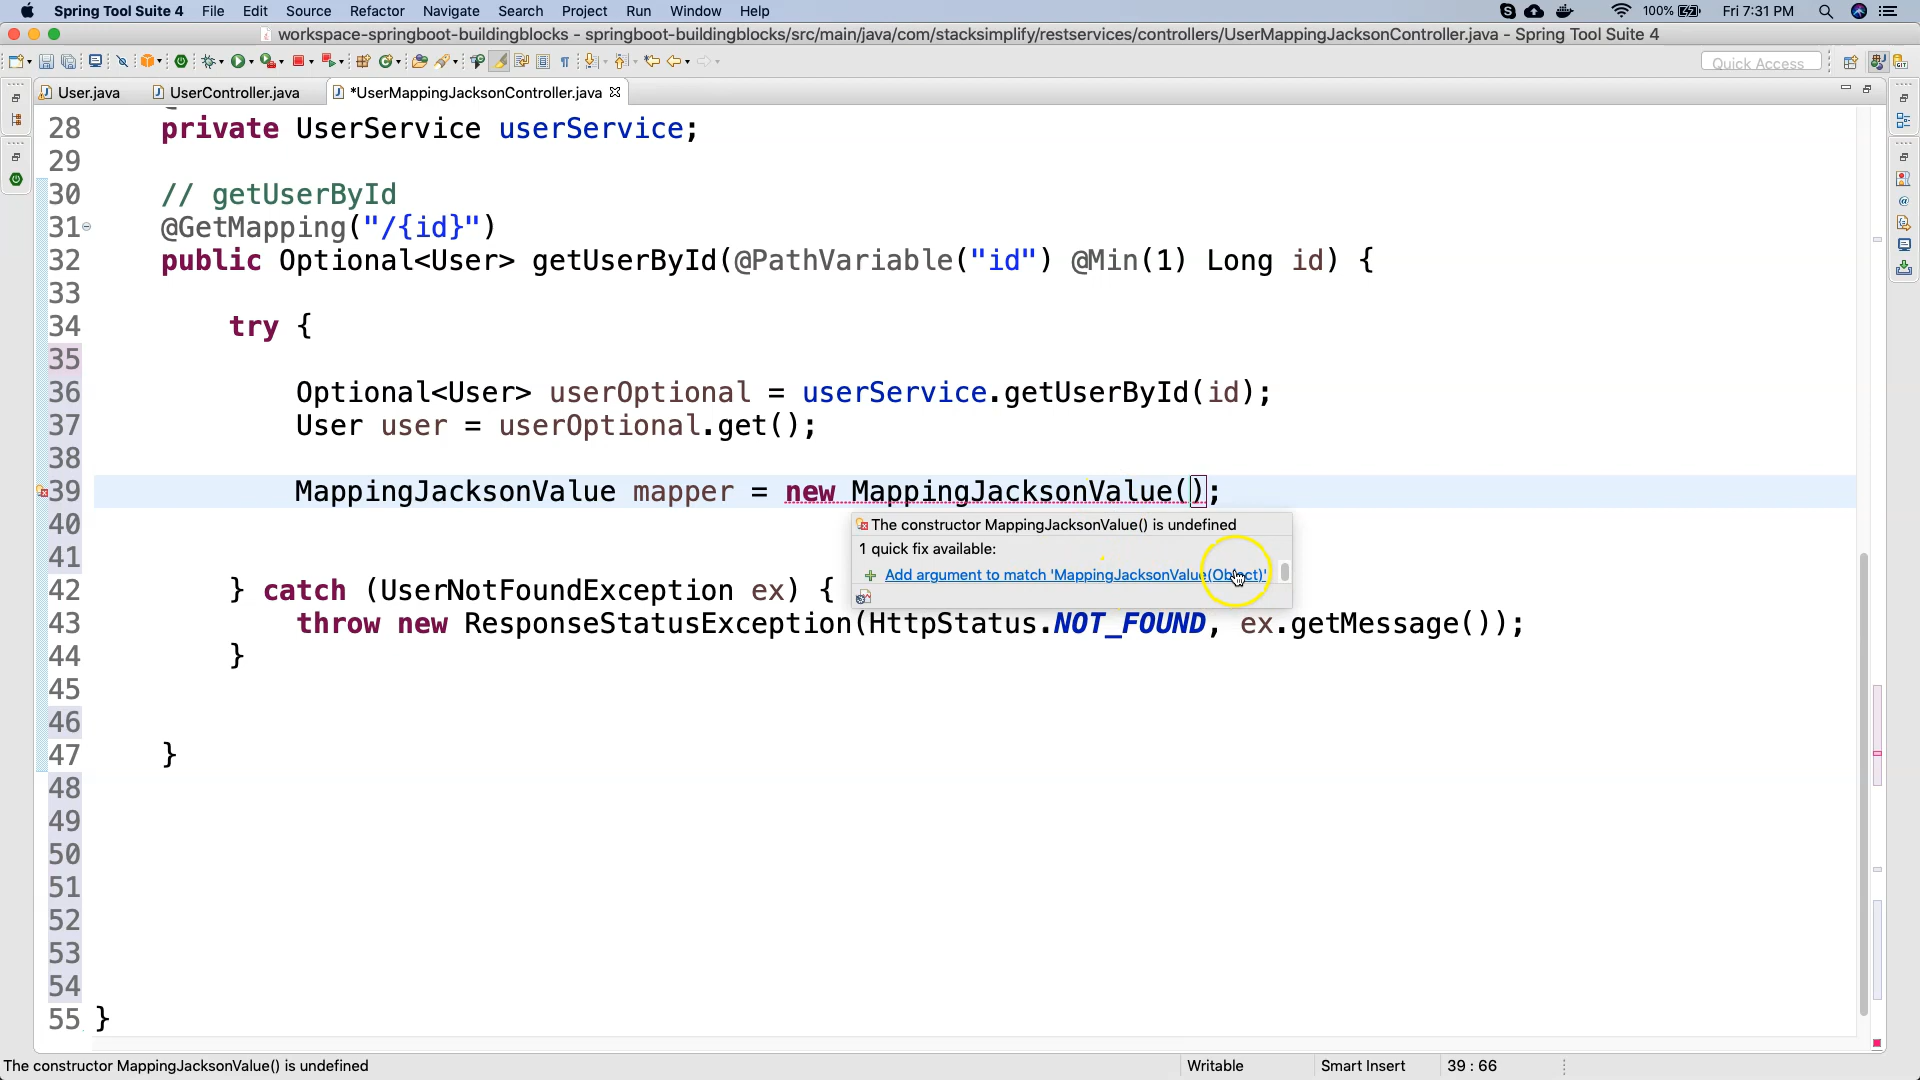 Spring Tool Suite 4 File Edit Source Refactor Navigate Search Project Run Window Help 100% Fri 7:31 PM
workspace-springboot-buildingblocks - springboot-buildingblocks/src/main/java/com/stacksimplify/restservices/controllers/UserMappingJacksonController.java - Spring Tool Suite 4
Quick Access
User.java UserController.java *UserMappingJacksonController.java
28 private UserService userService;
29
30 // getUserById
31 @GetMapping("/{id}")
32 public Optional<User> getUserById(@PathVariable("id") @Min(1) Long id) {
33
34 try {
35
36 Optional<User> userOptional = userService.getUserById(id);
37 User user = userOptional.get();
38
39 MappingJacksonValue mapper = new MappingJacksonValue();
The constructor MappingJacksonValue() is undefined
1 quick fix available:
Add argument to match 'MappingJacksonValue(Object)'
40
41
42 } catch (UserNotFoundException ex) {
43 throw new ResponseStatusException(HttpStatus.NOT_FOUND, ex.getMessage());
44 }
45
46
47 }
48
49
50
51
52
53
54
55 }
The constructor MappingJacksonValue() is undefined Writable Smart Insert 39 : 66